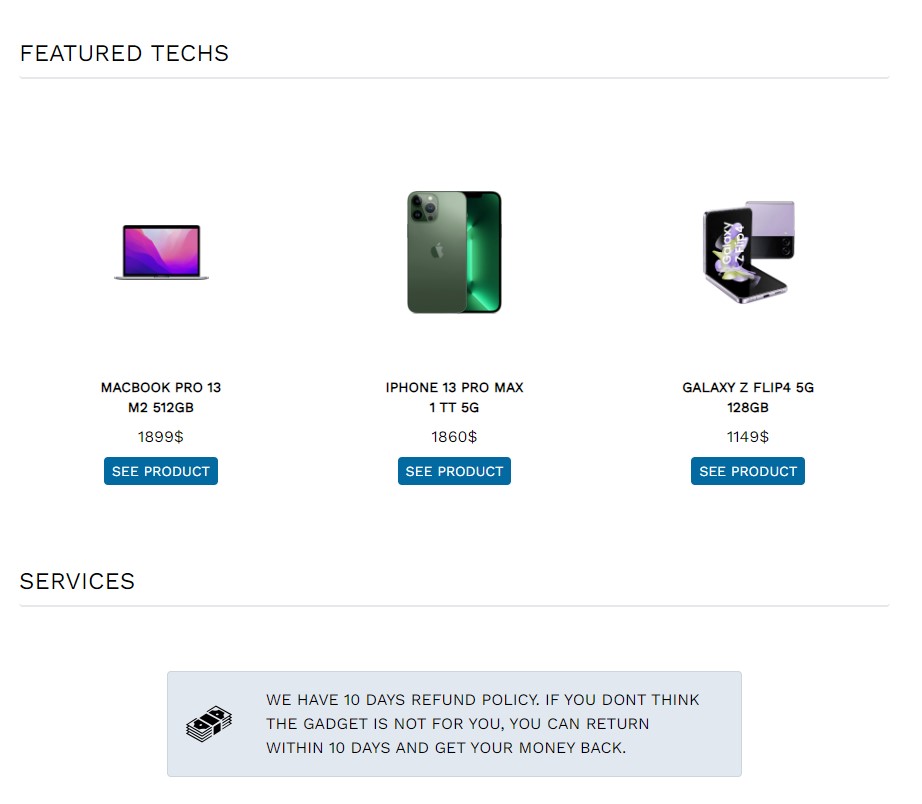 FEATURED TECHS
Galaxy
Z Flip4
MACBOOK PRO 13
M2 512GB
1899$
SEE PRODUCT
IPHONE 13 PRO MAX
1 TT 5G
1860$
SEE PRODUCT
GALAXY Z FLIP4 5G
128GB
1149$
SEE PRODUCT
SERVICES
WE HAVE 10 DAYS REFUND POLICY. IF YOU DONT THINK
THE GADGET IS NOT FOR YOU, YOU CAN RETURN
WITHIN 10 DAYS AND GET YOUR MONEY BACK.